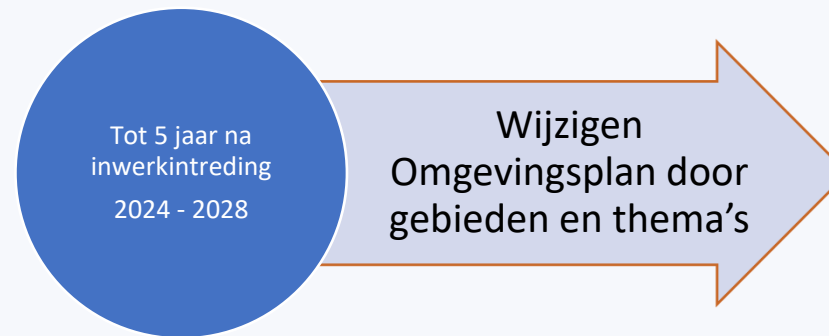 Tot 5 jaar na
inwerkintreding
2024 - 2028
Wijzigen
Omgevingsplan door
gebieden en thema's